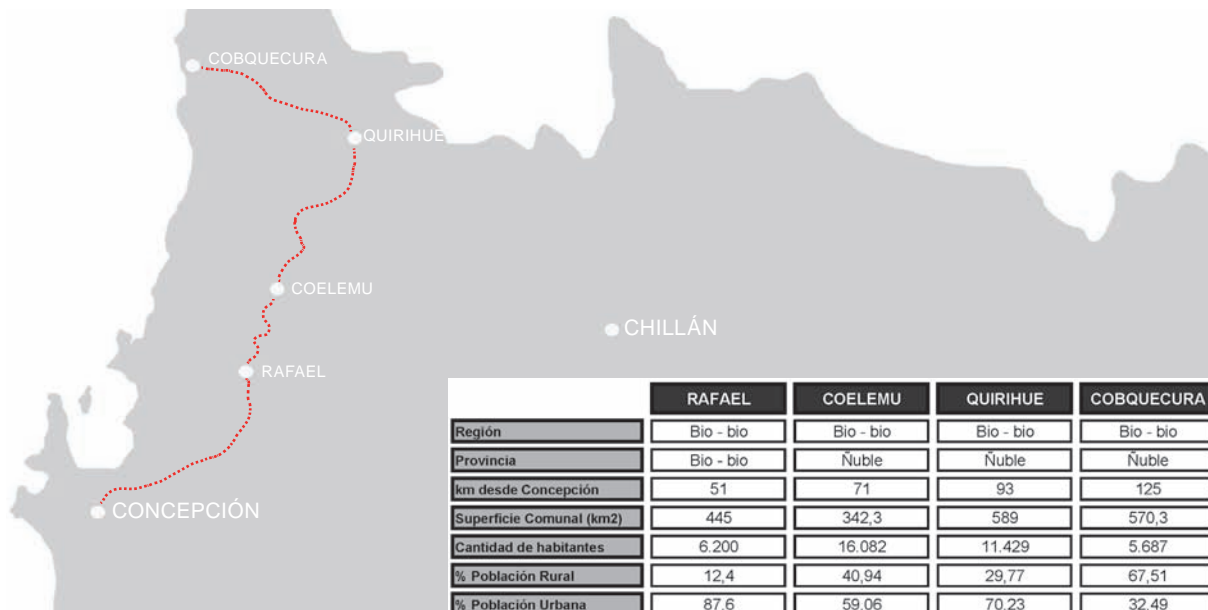 COBQUECURA
QUIRIHUE
COELEMU
CHILLÁN
RAFAEL
CONCEPCIÓN
RAFAEL COELEMU QUIRIHUE COBQUECURA
Región Bio - bio Bio - bio Bio - bio Bio - bio
Provincia Bio - bio Ñuble Ñuble Ñuble
km desde Concepción 51 71 93 125
Superficie Comunal (km2) 445 342,3 589 570,3
Cantidad de habitantes 6.200 16.082 11.429 5.687
% Población Rural 12,4 40,94 29,77 67,51
% Población Urbana 87,6 59,06 70,23 32,49